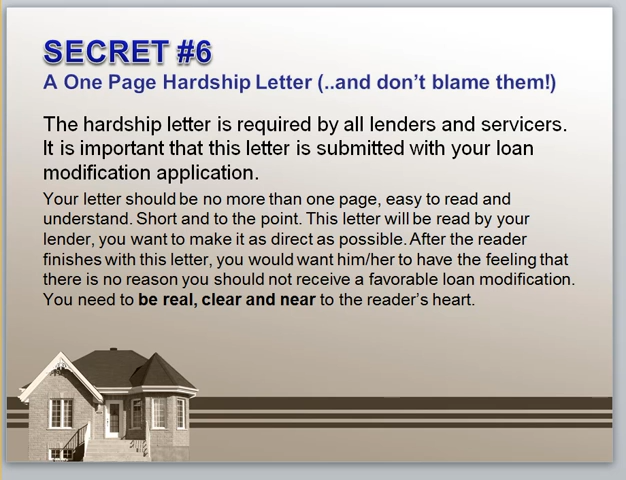 SECRET #6
A One Page Hardship Letter (..and don’t blame them!)
The hardship letter is required by all lenders and servicers.
It is important that this letter is submitted with your loan
modification application.
Your letter should be no more than one page, easy to read and
understand. Short and to the point. This letter will be read by your
lender, you want to make it as direct as possible. After the reader
finishes with this letter, you would want him/her to have the feeling that
there is no reason you should not receive a favorable loan modification.
You need to be real, clear and near to the reader’s heart.